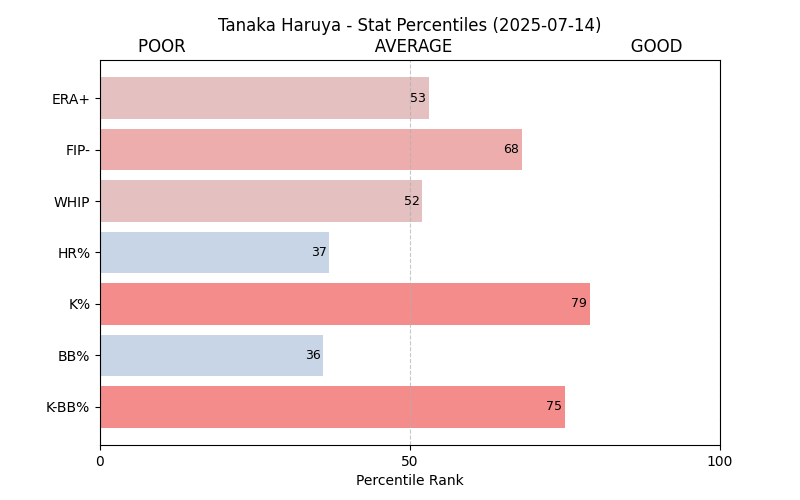 Tanaka Haruya - Stat Percentiles (2025-07-14)
POOR AVERAGE GOOD
ERA+ 53
FIP- 68
WHIP 52
HR% 37
K% 79
BB% 36
K-BB% 75
0 50 100
Percentile Rank